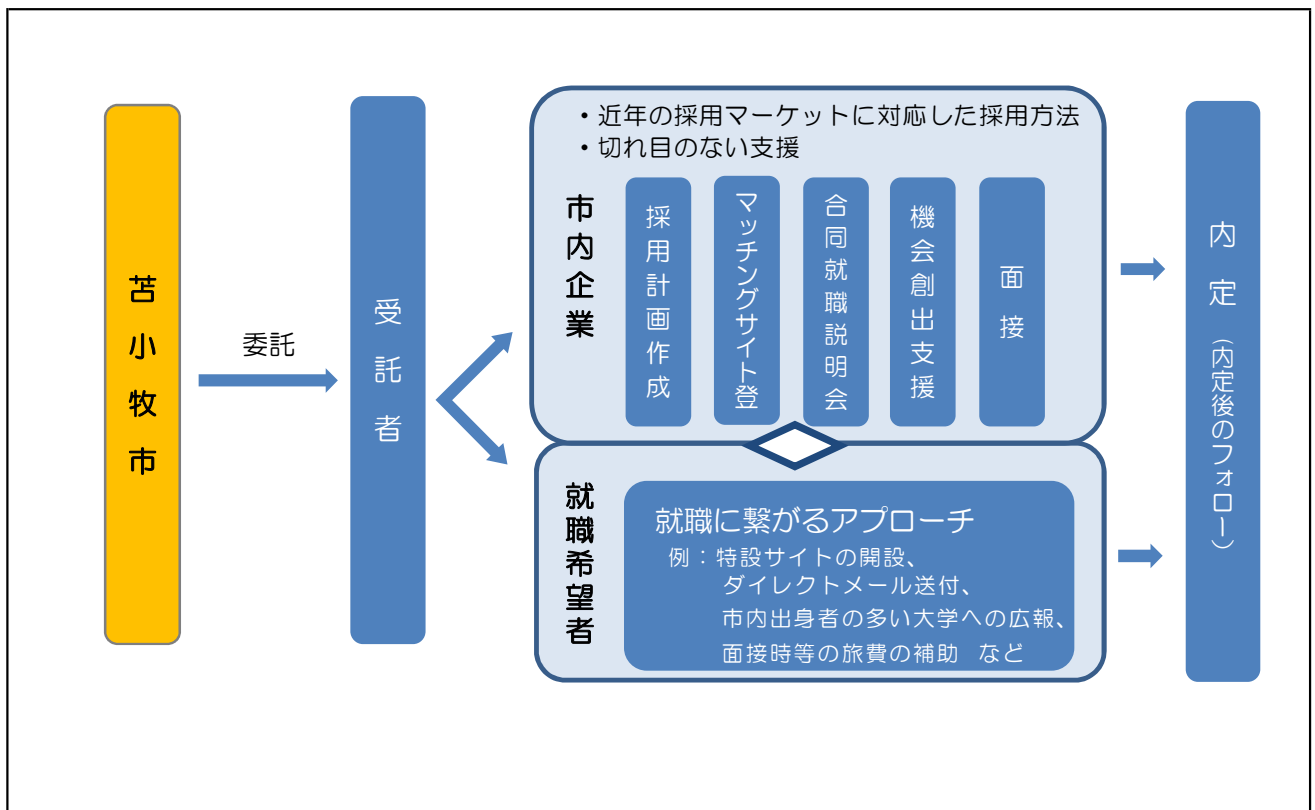 苫小牧市
委託
受託者
・近年の採用マーケットに対応した採用方法
・切れ目のない支援
市内企業
採用計画作成
マッチングサイト登
合同就職説明会
機会創出支援
面接
就職希望者
就職に繋がるアプローチ
例：特設サイトの開設、
ダイレクトメール送付、
市内出身者の多い大学への広報、
面接時等の旅費の補助 など
内定（内定後のフォロー）